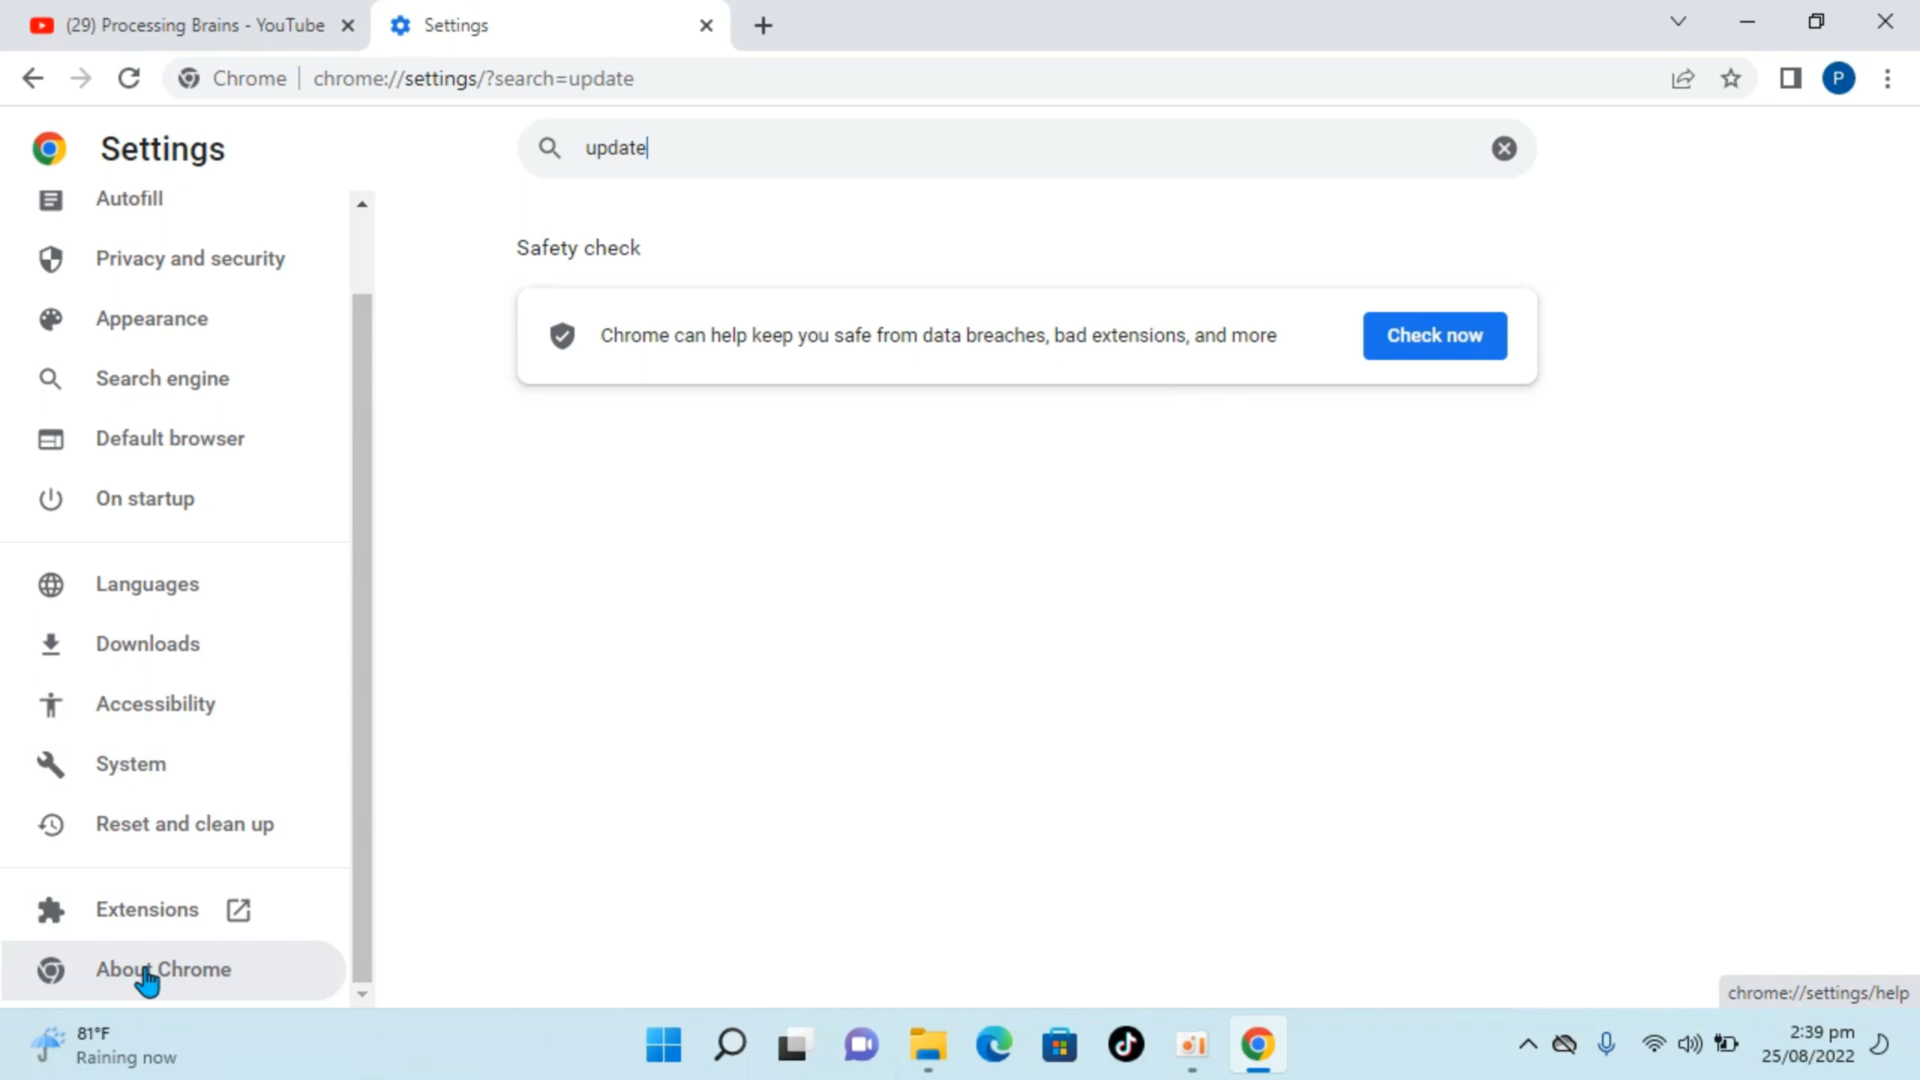 (29) Processing Brains - YouTube
Settings
Chrome
chrome://settings/?search=update
P
Settings
update
Autofill
Privacy and security
Appearance
Search engine
Default browser
On startup
Languages
Downloads
Accessibility
System
Reset and clean up
Extensions
About Chrome
Safety check
Chrome can help keep you safe from data breaches, bad extensions, and more
Check now
chrome://settings/help
81°F
Raining now
2:39 pm
25/08/2022